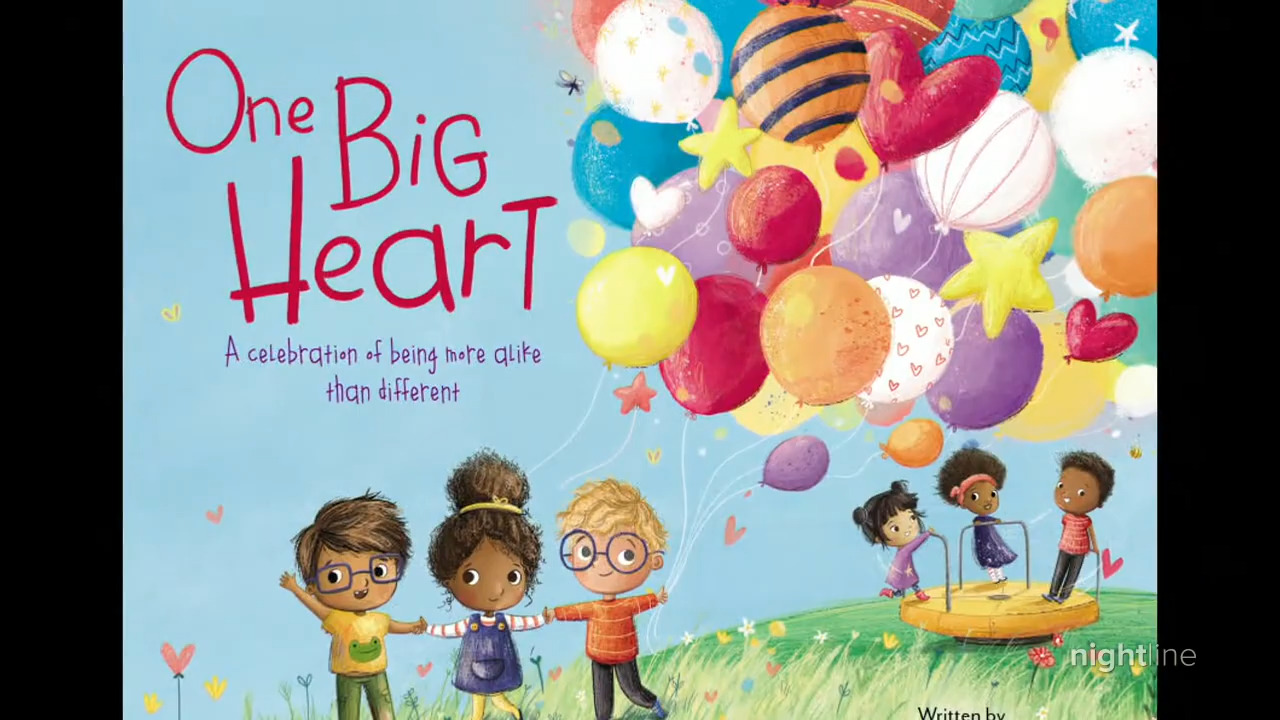 One Big
Heart
A celebration of being more alike
than different
nightline
Written by